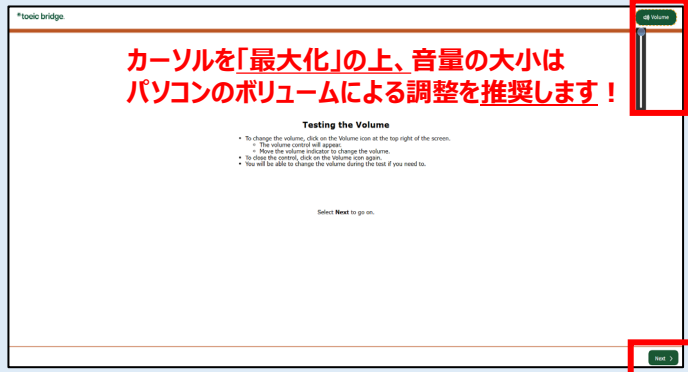 *toeic bridge.
Volume
カーソルを「最大化」の上、音量の大小は
パソコンのボリュームによる調整を推奨します！
Testing the Volume
• To change the volume, click on the Volume icon at the top right of the screen.
○ The volume control will appear.
○ Move the volume indicator to change the volume.
• To close the control, click on the Volume icon again.
• You will be able to change the volume during the test if you need to.
Select Next to go on.
Next >